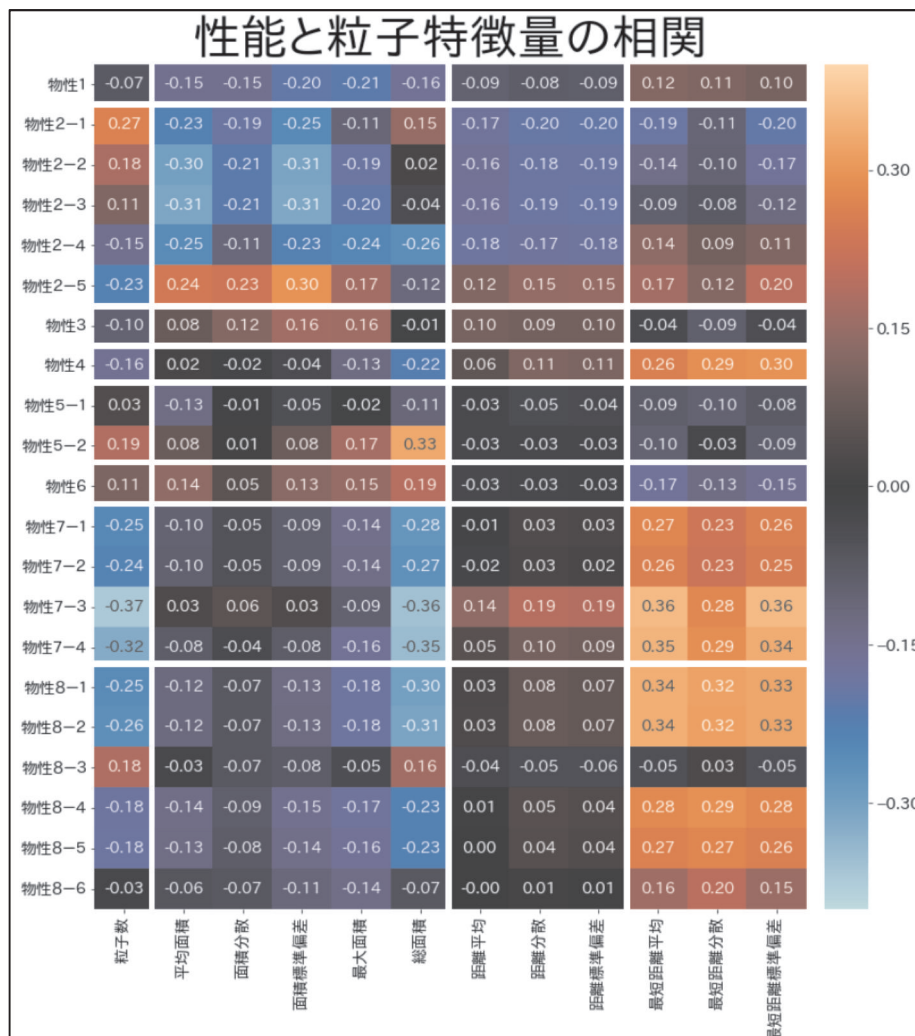 性能と粒子特徴量の相関
物性1 -0.07 -0.15 -0.15 -0.20 -0.21 -0.16 -0.09 -0.08 -0.09 0.12 0.11 0.10
物性2-1 0.27 -0.23 -0.19 -0.25 -0.11 0.15 -0.17 -0.20 -0.20 -0.19 -0.11 -0.20
物性2-2 0.18 -0.30 -0.21 -0.31 -0.19 0.02 -0.16 -0.18 -0.19 -0.14 -0.10 -0.17
物性2-3 0.11 -0.31 -0.21 -0.31 -0.20 -0.04 -0.16 -0.19 -0.19 -0.09 -0.08 -0.12
物性2-4 -0.15 -0.25 -0.11 -0.23 -0.24 -0.26 -0.18 -0.17 -0.18 0.14 0.09 0.11
物性2-5 -0.23 0.24 0.23 0.30 0.17 -0.12 0.12 0.15 0.15 0.17 0.12 0.20
物性3 -0.10 0.08 0.12 0.16 0.16 -0.01 0.10 0.09 0.10 -0.04 -0.09 -0.04
物性4 -0.16 0.02 -0.02 -0.04 -0.13 -0.22 0.06 0.11 0.11 0.26 0.29 0.30
物性5-1 0.03 -0.13 -0.01 -0.05 -0.02 -0.11 -0.03 -0.05 -0.04 -0.09 -0.10 -0.08
物性5-2 0.19 0.08 0.01 0.08 0.17 0.33 -0.03 -0.03 -0.03 -0.10 -0.03 -0.09
物性6 0.11 0.14 0.05 0.13 0.15 0.19 -0.03 -0.03 -0.03 -0.17 -0.13 -0.15
物性7-1 -0.25 -0.10 -0.05 -0.09 -0.14 -0.28 -0.01 0.03 0.03 0.27 0.23 0.26
物性7-2 -0.24 -0.10 -0.05 -0.09 -0.14 -0.27 -0.02 0.03 0.02 0.26 0.23 0.25
物性7-3 -0.37 0.03 0.06 0.03 -0.09 -0.36 0.14 0.19 0.19 0.36 0.28 0.36
物性7-4 -0.32 -0.08 -0.04 -0.08 -0.16 -0.35 0.05 0.10 0.09 0.35 0.29 0.34
物性8-1 -0.25 -0.12 -0.07 -0.13 -0.18 -0.30 0.03 0.08 0.07 0.34 0.32 0.33
物性8-2 -0.26 -0.12 -0.07 -0.13 -0.18 -0.31 0.03 0.08 0.07 0.34 0.32 0.33
物性8-3 0.18 -0.03 -0.07 -0.08 -0.05 0.16 -0.04 -0.05 -0.06 -0.05 0.03 -0.05
物性8-4 -0.18 -0.14 -0.09 -0.15 -0.17 -0.23 0.01 0.05 0.04 0.28 0.29 0.28
物性8-5 -0.18 -0.13 -0.08 -0.14 -0.16 -0.23 0.00 0.04 0.04 0.27 0.27 0.26
物性8-6 -0.03 -0.06 -0.07 -0.11 -0.14 -0.07 -0.00 0.01 0.01 0.16 0.20 0.15
粒子数
平均面積
面積分散
面積標準偏差
最大面積
総面積
距離平均
距離分散
距離標準偏差
最短距離平均
最短距離分散
最短距離標準偏差
0.30
0.15
0.00
-0.15
-0.30